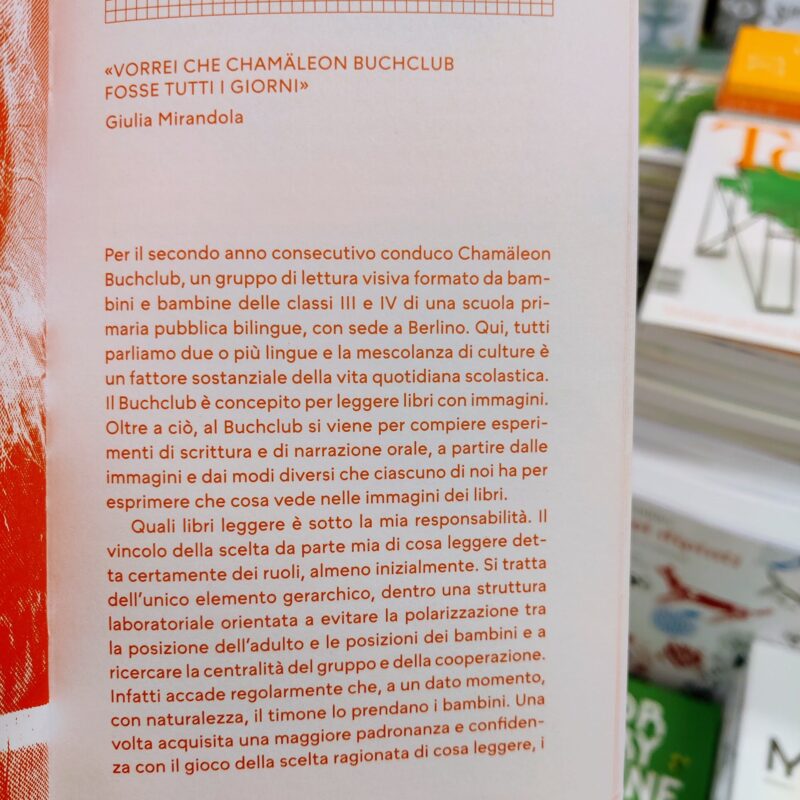 «VORREI CHE CHAMÄLEON BUCHCLUB
FOSSE TUTTI I GIORNI»
Giulia Mirandola
Per il secondo anno consecutivo conduco Chamäleon
Buchclub, un gruppo di lettura visiva formato da bam-
bini e bambine delle classi III e IV di una scuola pri-
maria pubblica bilingue, con sede a Berlino. Qui, tutti
parliamo due o più lingue e la mescolanza di culture è
un fattore sostanziale della vita quotidiana scolastica.
Il Buchclub è concepito per leggere libri con immagini.
Oltre a ciò, al Buchclub si viene per compiere esperi-
menti di scrittura e di narrazione orale, a partire dalle
immagini e dai modi diversi che ciascuno di noi ha per
esprimere che cosa vede nelle immagini dei libri.
Quali libri leggere è sotto la mia responsabilità. Il
vincolo della scelta da parte mia di cosa leggere det-
ta certamente dei ruoli, almeno inizialmente. Si tratta
dell'unico elemento gerarchico, dentro una struttura
laboratoriale orientata a evitare la polarizzazione tra
la posizione dell'adulto e le posizioni dei bambini e a
ricercare la centralità del gruppo e della cooperazione.
Infatti accade regolarmente che, a un dato momento,
con naturalezza, il timone lo prendano i bambini. Una
volta acquisita una maggiore padronanza e confiden-
za con il gioco della scelta ragionata di cosa leggere, i